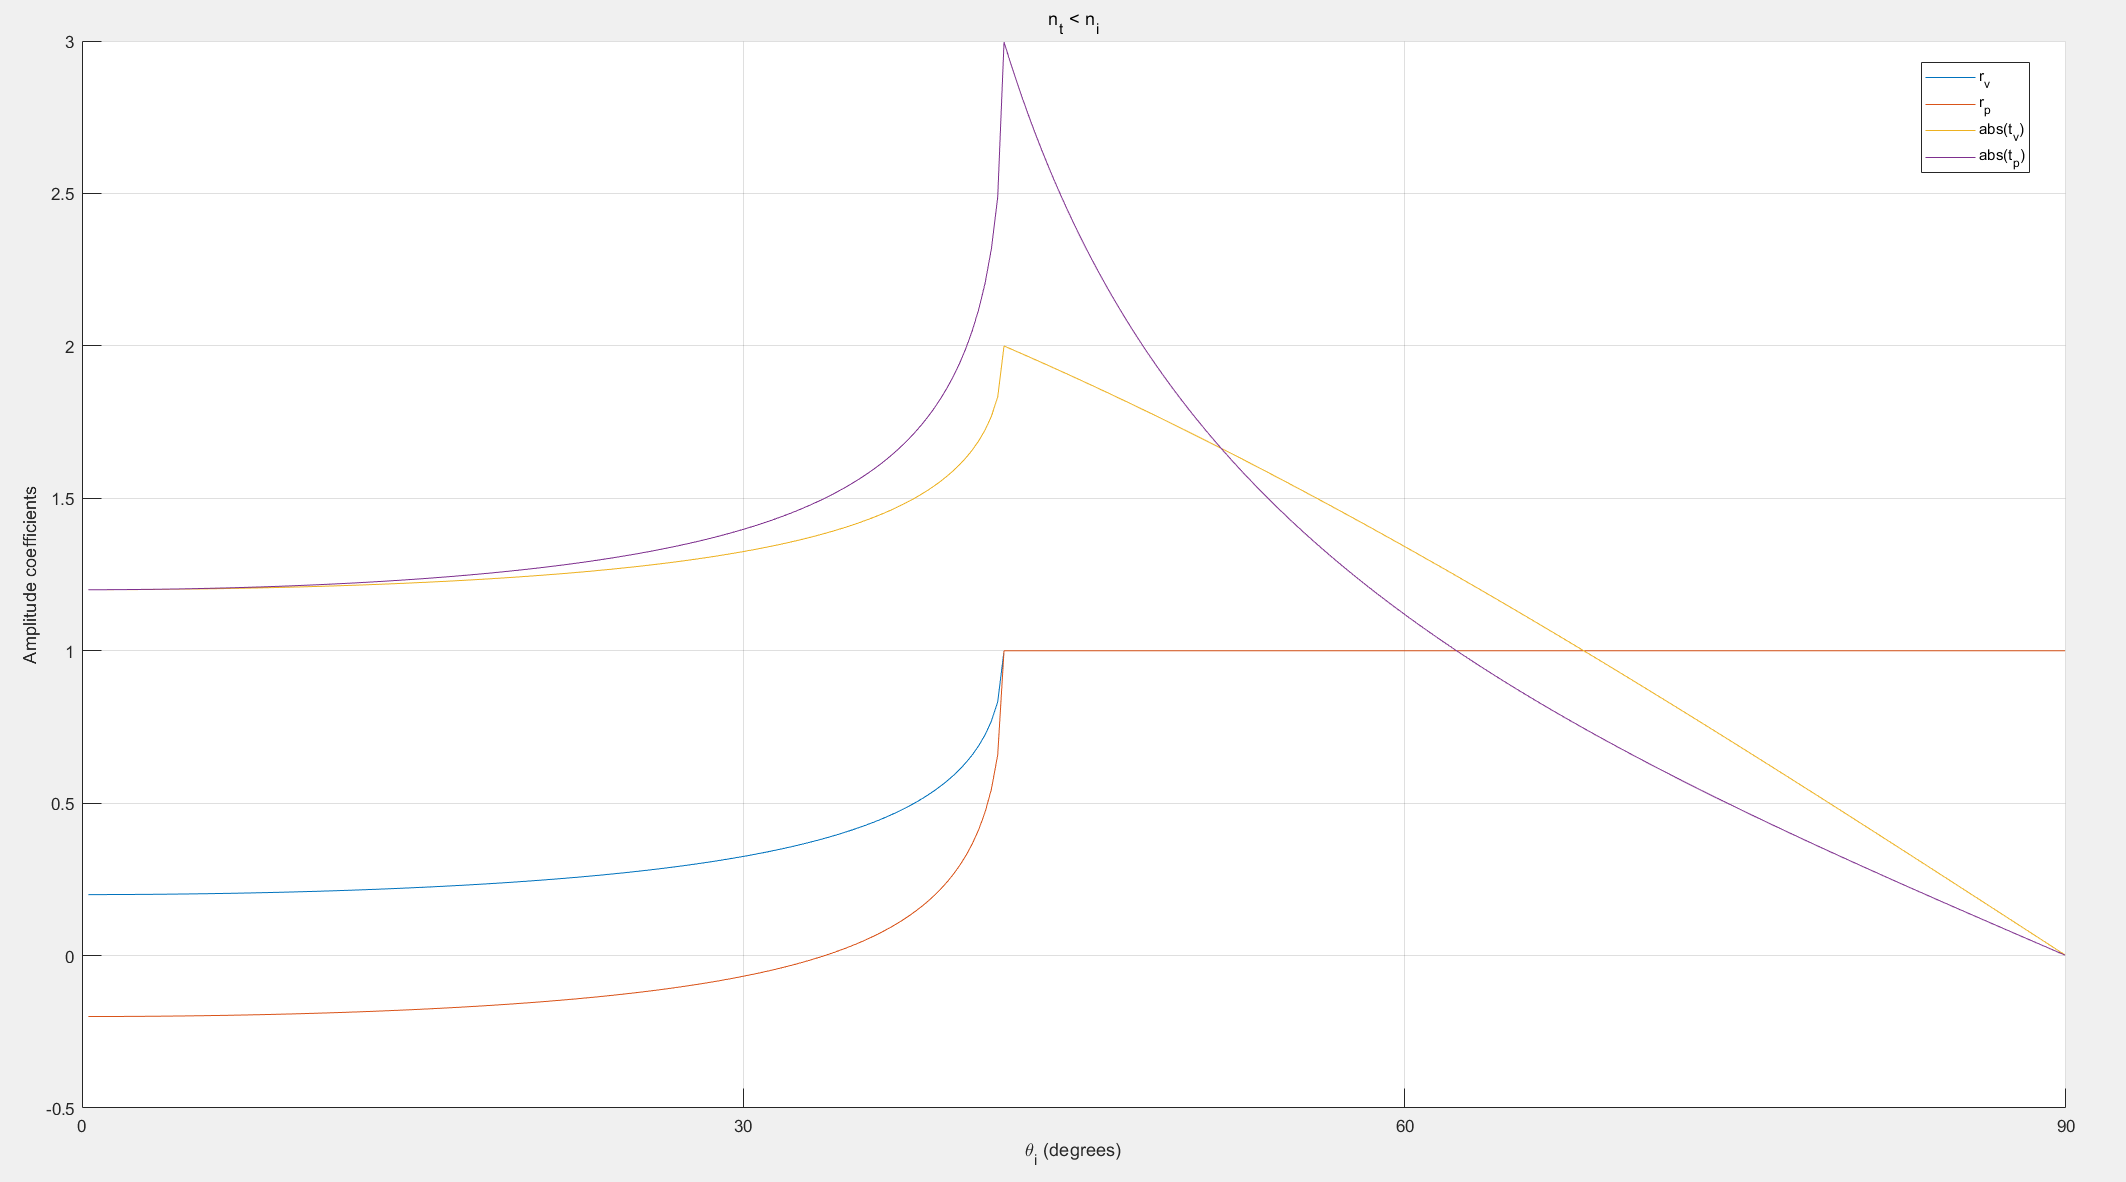 n_t < n_i
3
2.5
2
1.5
1
0.5
0
-0.5
Amplitude coefficients
r_v
r_p
abs(t_v)
abs(t_p)
0 30 60 90
θ_i (degrees)